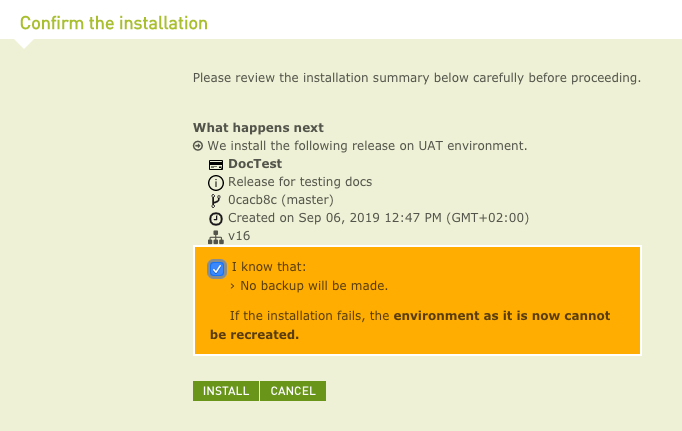 Confirm the installation
Please review the installation summary below carefully before proceeding.
What happens next
We install the following release on UAT environment.
DocTest
Release for testing docs
0cacb8c (master)
Created on Sep 06, 2019 12:47 PM (GMT+02:00)
v16
I know that:
› No backup will be made.
If the installation fails, the environment as it is now cannot
be recreated.
INSTALL CANCEL